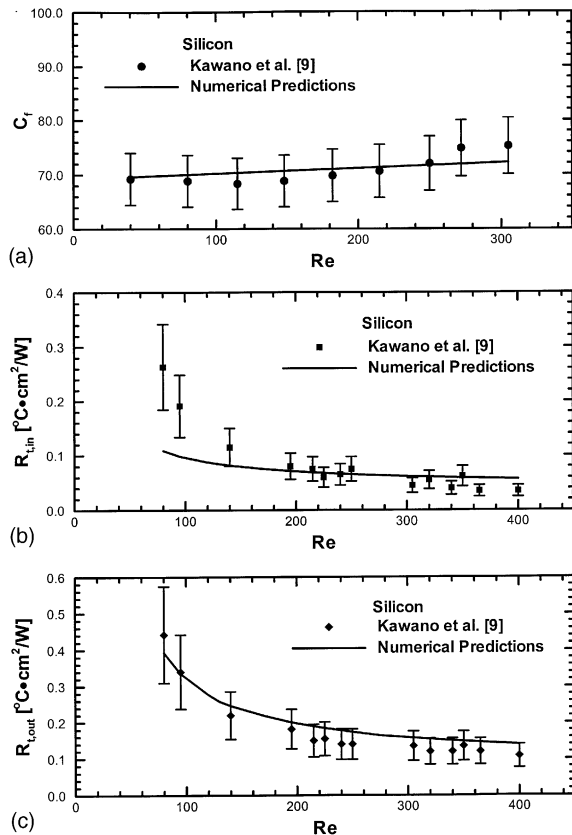 100.0
90.0
80.0
70.0
60.0
C_f
Silicon
Kawano et al. [9]
Numerical Predictions
0 100 200 300
Re
(a)
0.4
0.3
0.2
0.1
0.0
R_t,in [°C•cm²/W]
Silicon
Kawano et al. [9]
Numerical Predictions
0 100 200 300 400
Re
(b)
0.6
0.5
0.4
0.3
0.2
0.1
0.0
R_t,out [°C•cm²/W]
Silicon
Kawano et al. [9]
Numerical Predictions
0 100 200 300 400
Re
(c)